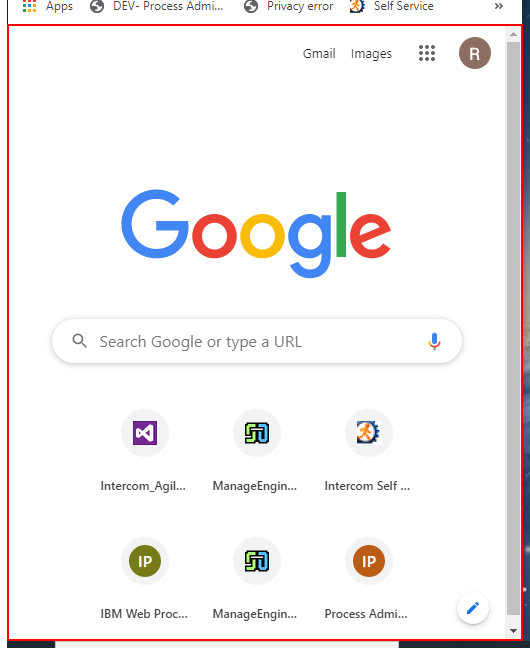 Apps DEV- Process Admi... Privacy error Self Service »
Gmail Images R
Google
Search Google or type a URL
Intercom_Agil... ManageEngin... Intercom Self ...
IP IP
IBM Web Proc... ManageEngin... Process Admi...